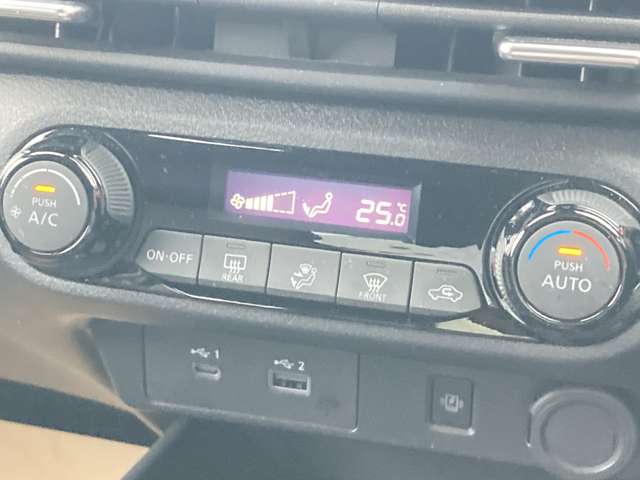 PUSH
A/C
25.0
°C
ON·OFF
REAR
FRONT
PUSH
AUTO
1
2